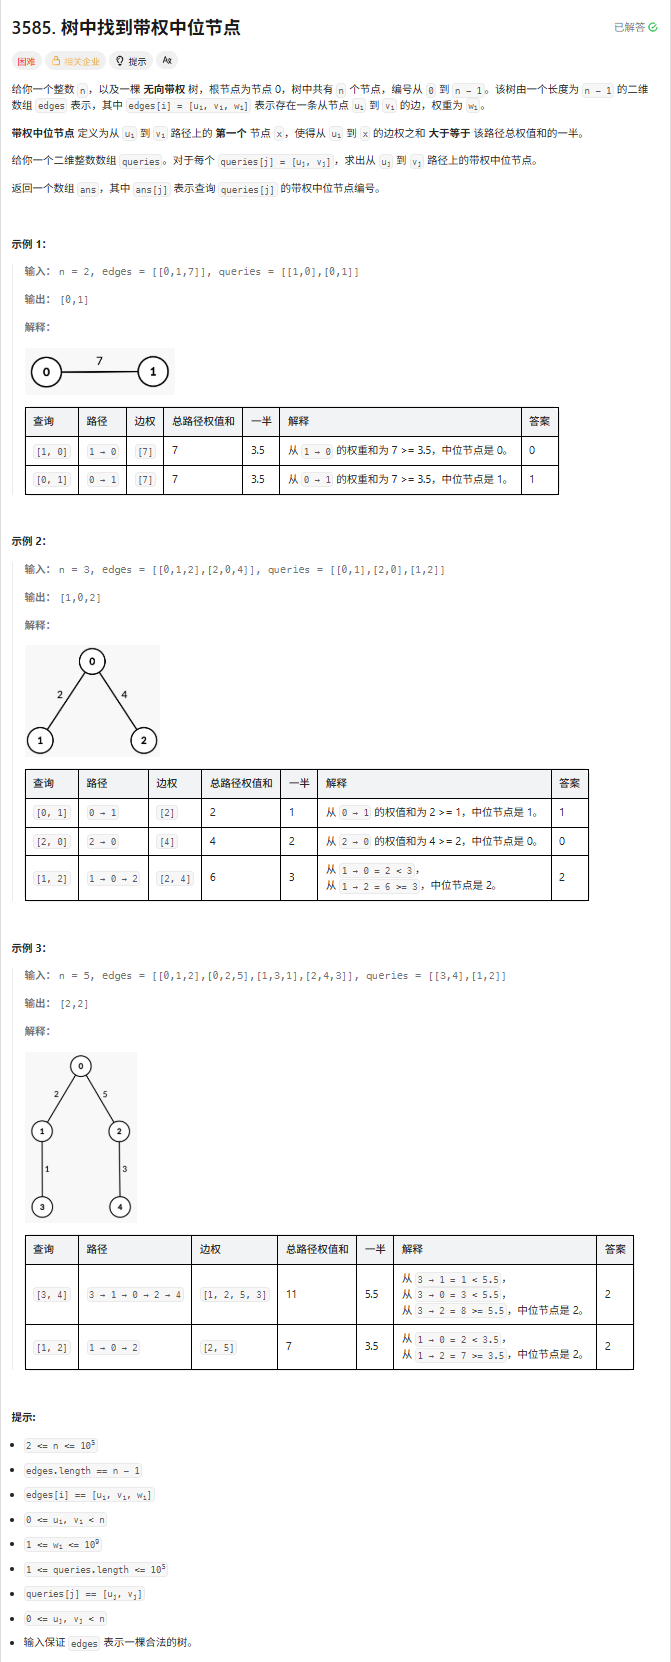 3585. 树中找到带权中位节点
已解答
困难 相关企业 提示 Aא
给你一个整数 n，以及一棵 无向带权 树，根节点为节点 0，树中共有 n 个节点，编号从 0 到 n - 1。该树由一个长度为 n - 1 的二维
数组 edges 表示，其中 edges[i] = [uᵢ, vᵢ, wᵢ] 表示存在一条从节点 uᵢ 到 vᵢ 的边，权重为 wᵢ。
带权中位节点 定义为从 uᵢ 到 vᵢ 路径上的 第一个 节点 x，使得从 uᵢ 到 x 的边权之和 大于等于 该路径总权值和的一半。
给你一个二维整数数组 queries。对于每个 queries[j] = [uⱼ, vⱼ]，求出从 uⱼ 到 vⱼ 路径上的带权中位节点。
返回一个数组 ans，其中 ans[j] 表示查询 queries[j] 的带权中位节点编号。
示例 1：
输入： n = 2, edges = [[0,1,7]], queries = [[1,0],[0,1]]
输出： [0,1]
解释：
0 7 1
查询 路径 边权 总路径权值和 一半 解释 答案
[1, 0] 1 → 0 [7] 7 3.5 从 1 → 0 的权重和为 7 >= 3.5，中位节点是 0。 0
[0, 1] 0 → 1 [7] 7 3.5 从 0 → 1 的权重和为 7 >= 3.5，中位节点是 1。 1
示例 2：
输入： n = 3, edges = [[0,1,2],[2,0,4]], queries = [[0,1],[2,0],[1,2]]
输出： [1,0,2]
解释：
0
2 4
1 2
查询 路径 边权 总路径权值和 一半 解释 答案
[0, 1] 0 → 1 [2] 2 1 从 0 → 1 的权值和为 2 >= 1，中位节点是 1。 1
[2, 0] 2 → 0 [4] 4 2 从 2 → 0 的权值和为 4 >= 2，中位节点是 0。 0
[1, 2] 1 → 0 → 2 [2, 4] 6 3 从 1 → 0 = 2 < 3，
从 1 → 2 = 6 >= 3，中位节点是 2。 2
示例 3：
输入： n = 5, edges = [[0,1,2],[0,2,5],[1,3,1],[2,4,3]], queries = [[3,4],[1,2]]
输出： [2,2]
解释：
0
2 5
1 2
1 3
3 4
查询 路径 边权 总路径权值和 一半 解释 答案
[3, 4] 3 → 1 → 0 → 2 → 4 [1, 2, 5, 3] 11 5.5 从 3 → 1 = 1 < 5.5，
从 3 → 0 = 3 < 5.5，
从 3 → 2 = 8 >= 5.5，中位节点是 2。 2
[1, 2] 1 → 0 → 2 [2, 5] 7 3.5 从 1 → 0 = 2 < 3.5，
从 1 → 2 = 7 >= 3.5，中位节点是 2。 2
提示:
2 <= n <= 10⁵
edges.length == n - 1
edges[i] == [uᵢ, vᵢ, wᵢ]
0 <= uᵢ, vᵢ < n
1 <= wᵢ <= 10⁹
1 <= queries.length <= 10⁵
queries[j] == [uⱼ, vⱼ]
0 <= uⱼ, vⱼ < n
输入保证 edges 表示一棵合法的树。